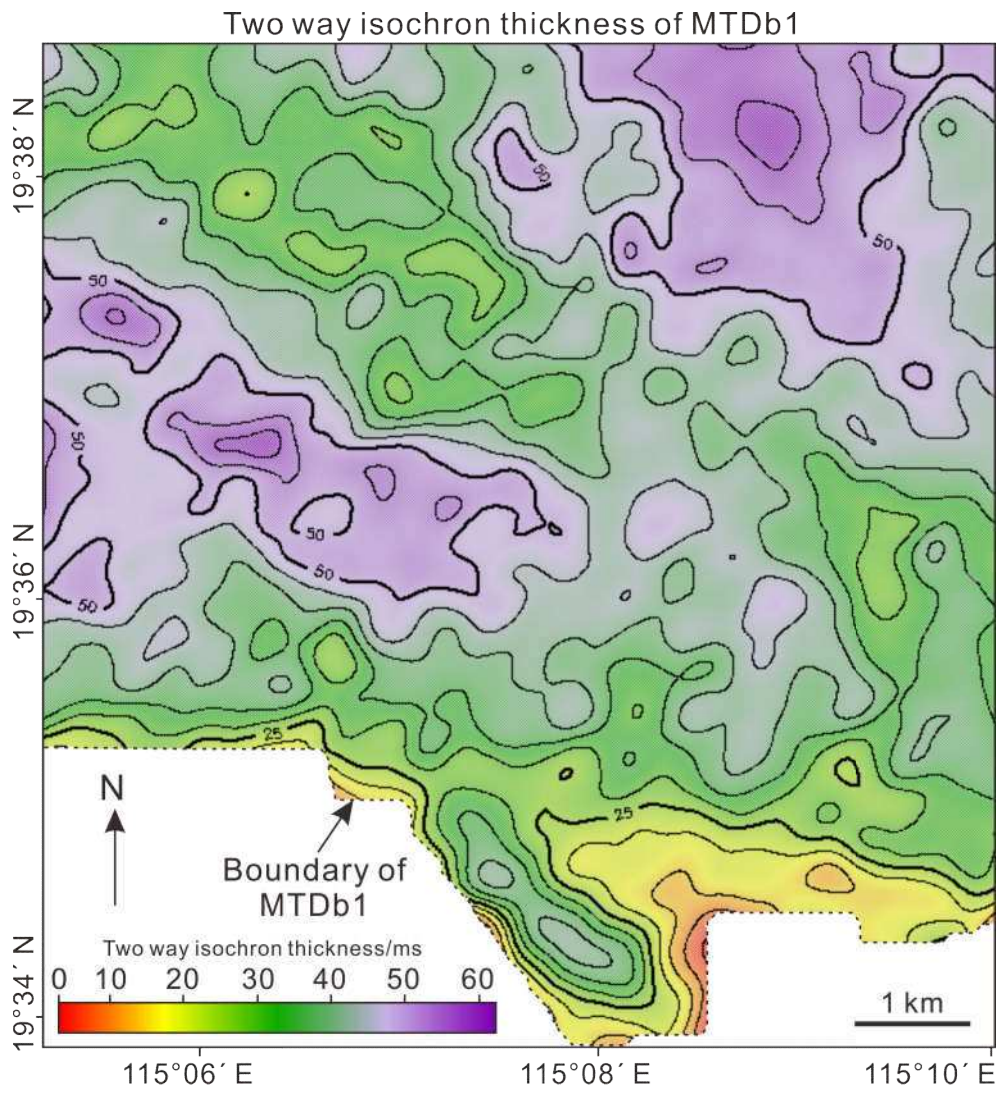 Two way isochron thickness of MTDb1
19°38′ N
50
50
50
50
19°36′ N
50
50
50
25
N
25
Boundary of
MTDb1
Two way isochron thickness/ms
0 10 20 30 40 50 60
19°34′ N
1 km
115°06′ E 115°08′ E 115°10′ E